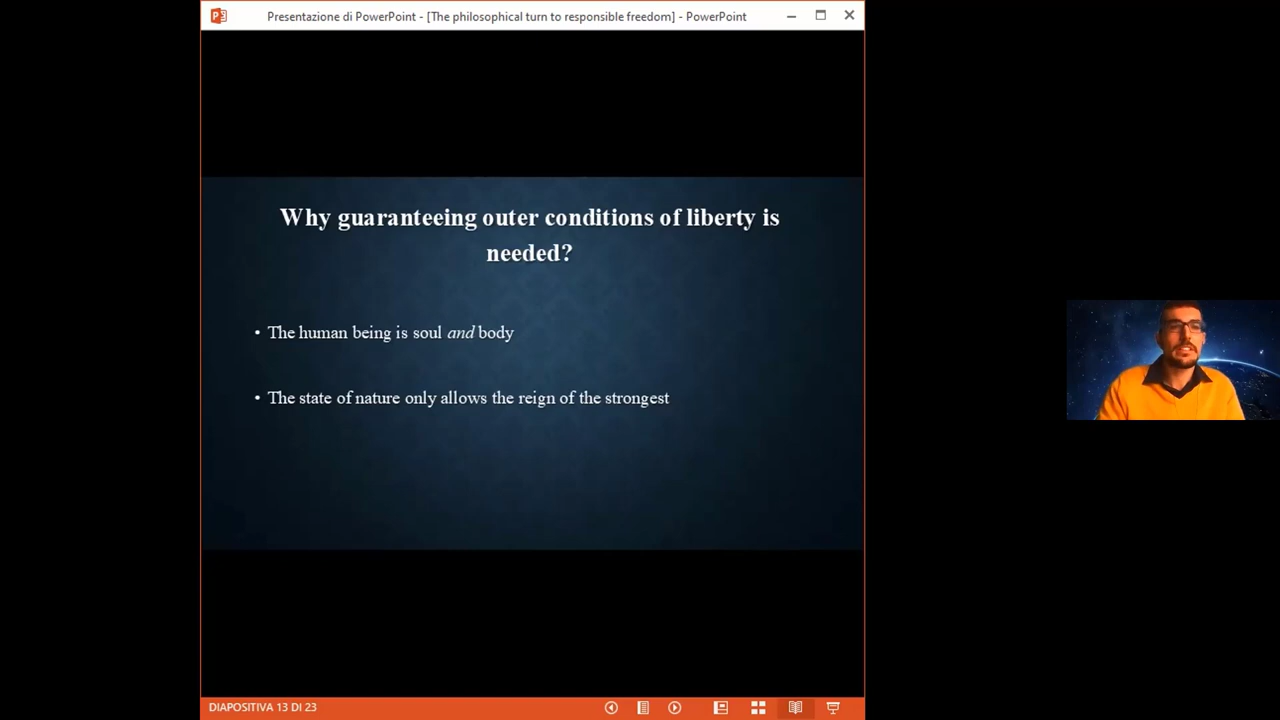 Presentazione di PowerPoint - [The philosophical turn to responsible freedom] - PowerPoint
Why guaranteeing outer conditions of liberty is
needed?
• The human being is soul and body
• The state of nature only allows the reign of the strongest
DIAPOSITIVA 13 DI 23